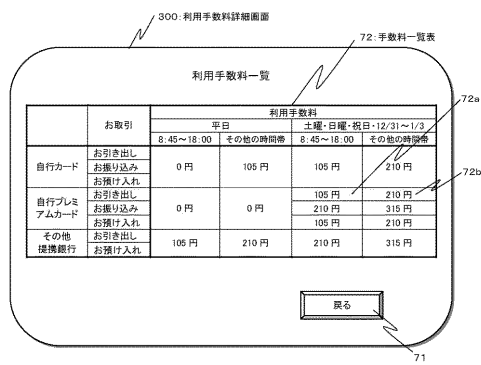 300:利用手数料詳細画面
72:手数料一覧表
利用手数料一覧
72a
お取引
利用手数料
平日
土曜・日曜・祝日・12/31～1/3
8:45～18:00 その他の時間帯 8:45～18:00 その他の時間帯
自行カード
お引き出し
お振り込み
お預け入れ
0 円 105 円 105 円 210 円
72b
自行プレミ
アムカード
お引き出し
お振り込み
お預け入れ
0 円 0 円
105 円 210 円
210 円 315 円
105 円 210 円
その他
提携銀行
お引き出し
お預け入れ
105 円 210 円 210 円 315 円
戻る
71